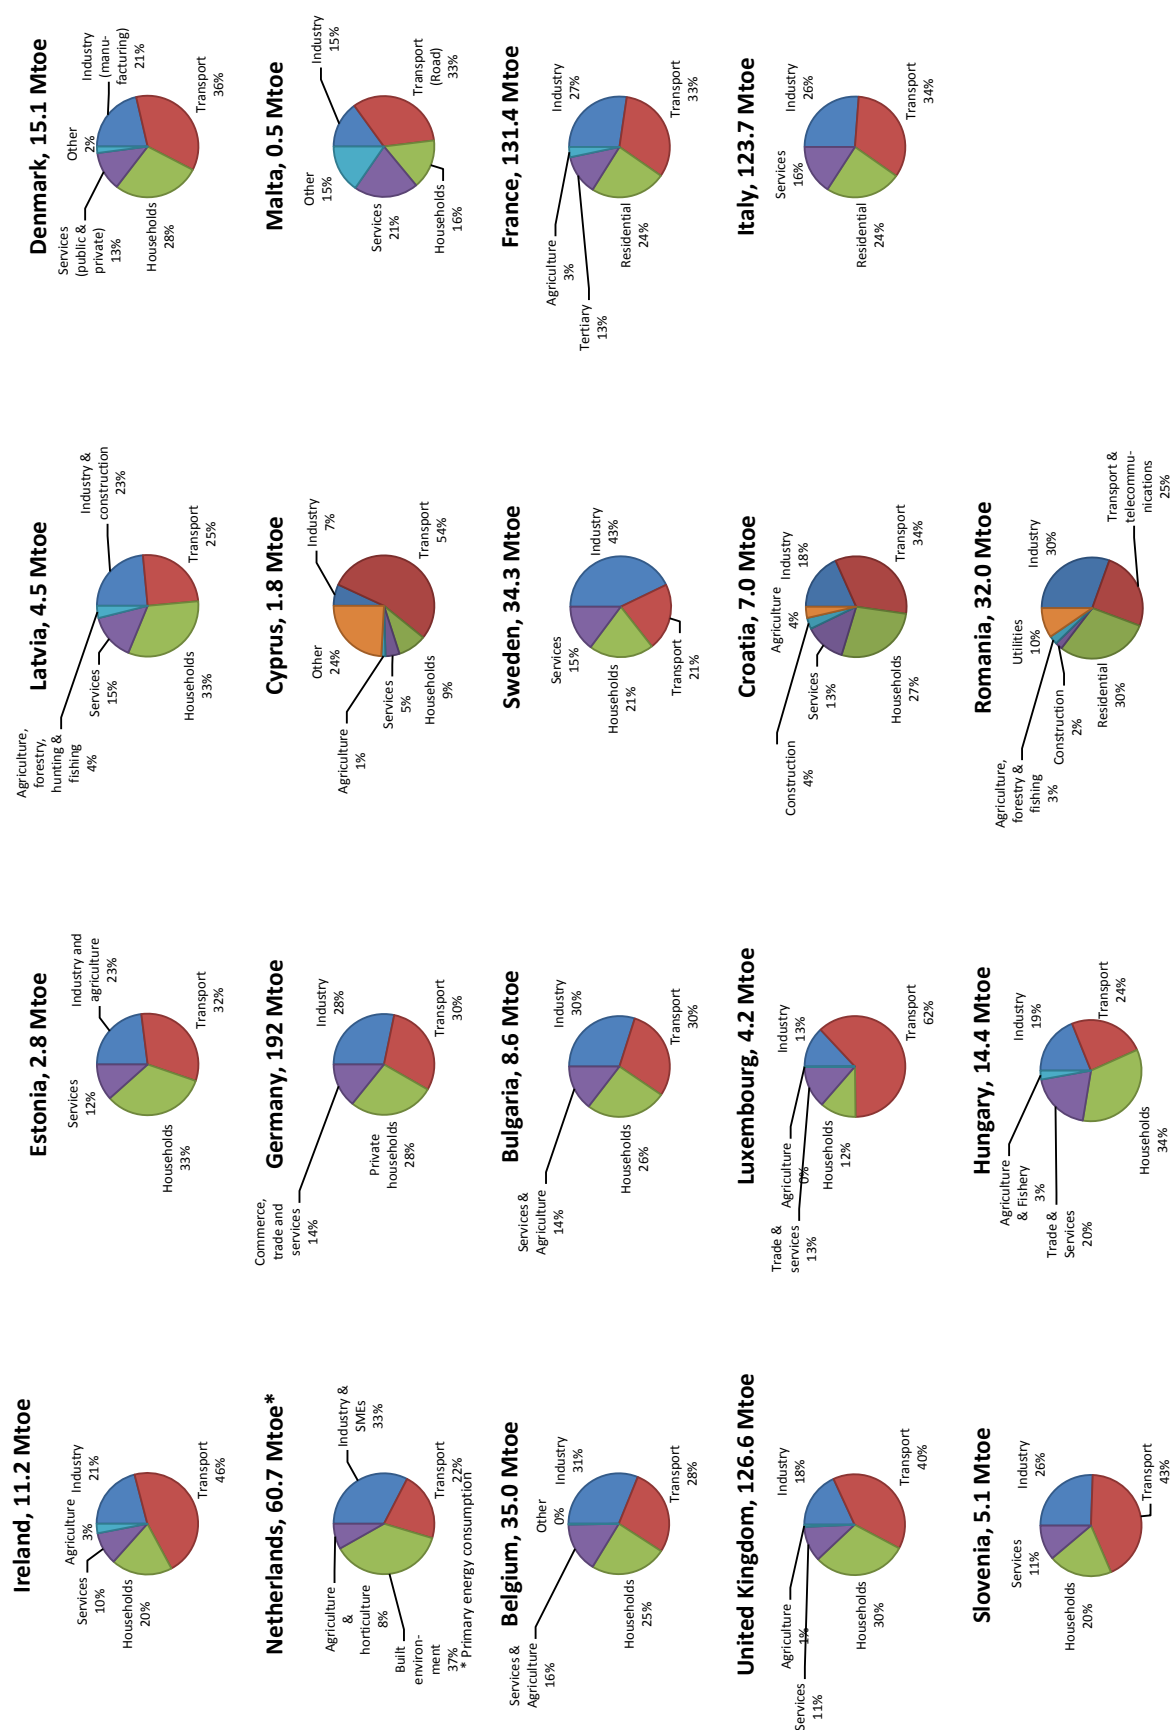 Ireland, 11.2 Mtoe
Agriculture
3%
Industry
21%
Services
10%
Households
20%
Transport
46%
Estonia, 2.8 Mtoe
Services
12%
Industry and
agriculture
23%
Households
33%
Transport
32%
Latvia, 4.5 Mtoe
Agriculture,
forestry,
hunting &
fishing
4%
Industry &
construction
23%
Services
15%
Households
33%
Transport
25%
Denmark, 15.1 Mtoe
Services
(public &
private)
13%
Other
2%
Industry
(manu-
facturing)
21%
Households
28%
Transport
36%
Netherlands, 60.7 Mtoe*
Agriculture
&
horticulture
8%
Industry &
SMEs
33%
Built
environ-
ment
37%
Transport
22%
* Primary energy consumption
Germany, 192 Mtoe
Commerce,
trade and
services
14%
Industry
28%
Private
households
28%
Transport
30%
Cyprus, 1.8 Mtoe
Other
24%
Industry
7%
Agriculture
1%
Services
5%
Households
9%
Transport
54%
Malta, 0.5 Mtoe
Other
15%
Industry
15%
Services
21%
Transport
(Road)
33%
Households
16%
Belgium, 35.0 Mtoe
Services &
Agriculture
16%
Other
0%
Industry
31%
Households
25%
Transport
28%
Bulgaria, 8.6 Mtoe
Services &
Agriculture
14%
Industry
30%
Households
26%
Transport
30%
Sweden, 34.3 Mtoe
Services
15%
Industry
43%
Households
21%
Transport
21%
France, 131.4 Mtoe
Agriculture
3%
Industry
27%
Tertiary
13%
Residential
24%
Transport
33%
United Kingdom, 126.6 Mtoe
Agriculture
1%
Industry
18%
Services
11%
Households
30%
Transport
40%
Luxembourg, 4.2 Mtoe
Trade &
services
13%
Agriculture
0%
Industry
13%
Households
12%
Transport
62%
Croatia, 7.0 Mtoe
Agriculture
4%
Industry
18%
Construction
4%
Services
13%
Households
27%
Transport
34%
Italy, 123.7 Mtoe
Services
16%
Industry
26%
Residential
24%
Transport
34%
Slovenia, 5.1 Mtoe
Services
11%
Industry
26%
Households
20%
Transport
43%
Hungary, 14.4 Mtoe
Agriculture
& Fishery
3%
Industry
19%
Trade &
Services
20%
Transport
24%
Households
34%
Romania, 32.0 Mtoe
Agriculture,
forestry &
fishing
3%
Utilities
10%
Industry
30%
Construction
2%
Residential
30%
Transport &
telecommu-
nications
25%